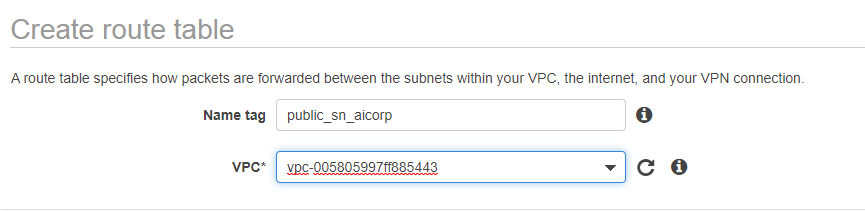 Create route table
A route table specifies how packets are forwarded between the subnets within your VPC, the internet, and your VPN connection.
Name tag public_sn_aicorp
VPC* vpc-005805997ff885443